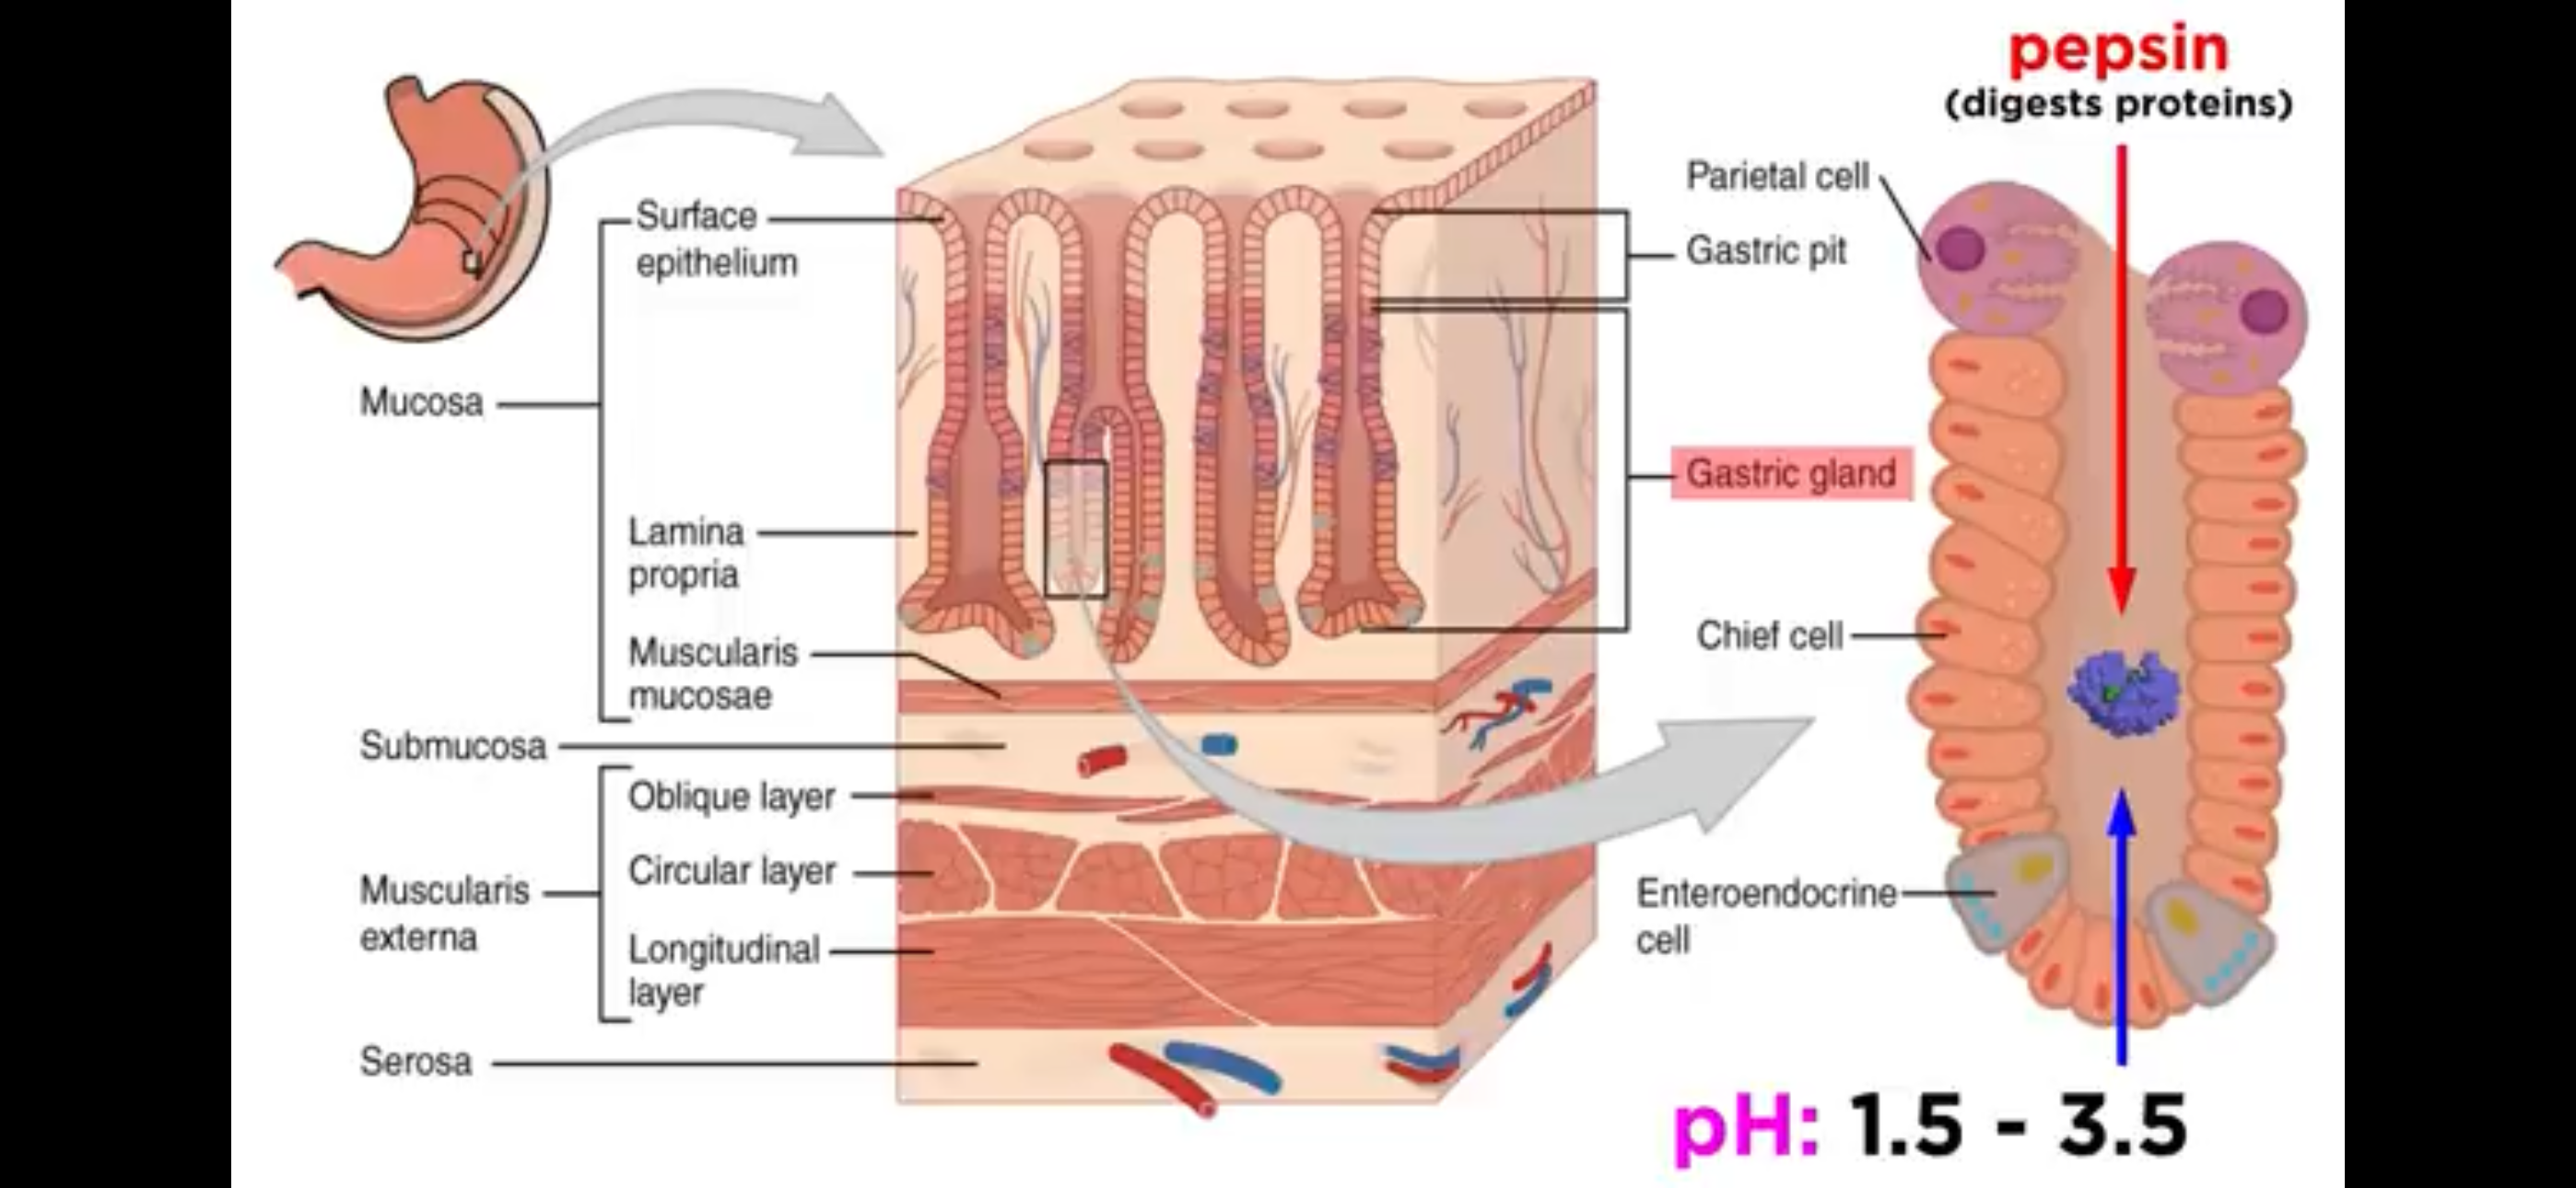 pepsin
(digests proteins)
Parietal cell
Surface
epithelium
Gastric pit
Mucosa
Gastric gland
Lamina
propria
Chief cell
Muscularis
mucosae
Submucosa
Oblique layer
Circular layer
Muscularis
externa
Enteroendocrine
cell
Longitudinal
layer
Serosa
pH: 1.5 - 3.5